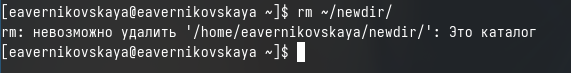 [eavernikovskaya@eavernikovskaya ~]$ rm ~/newdir/
rm: невозможно удалить '/home/eavernikovskaya/newdir/': Это каталог
[eavernikovskaya@eavernikovskaya ~]$